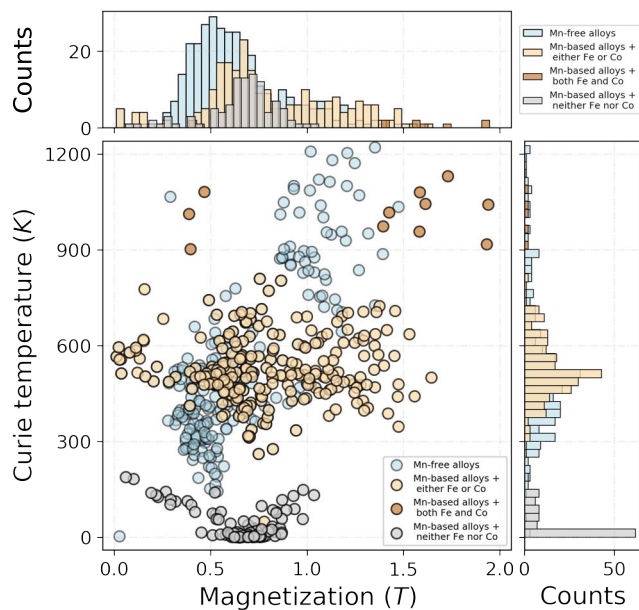 Counts
20
0
Mn-free alloys
Mn-based alloys +
either Fe or Co
Mn-based alloys +
both Fe and Co
Mn-based alloys +
neither Fe nor Co
Curie temperature (K)
1200
900
600
300
0
Mn-free alloys
Mn-based alloys +
either Fe or Co
Mn-based alloys +
both Fe and Co
Mn-based alloys +
neither Fe nor Co
0.0 0.5 1.0 1.5 2.0
0 50
Magnetization (T)
Counts